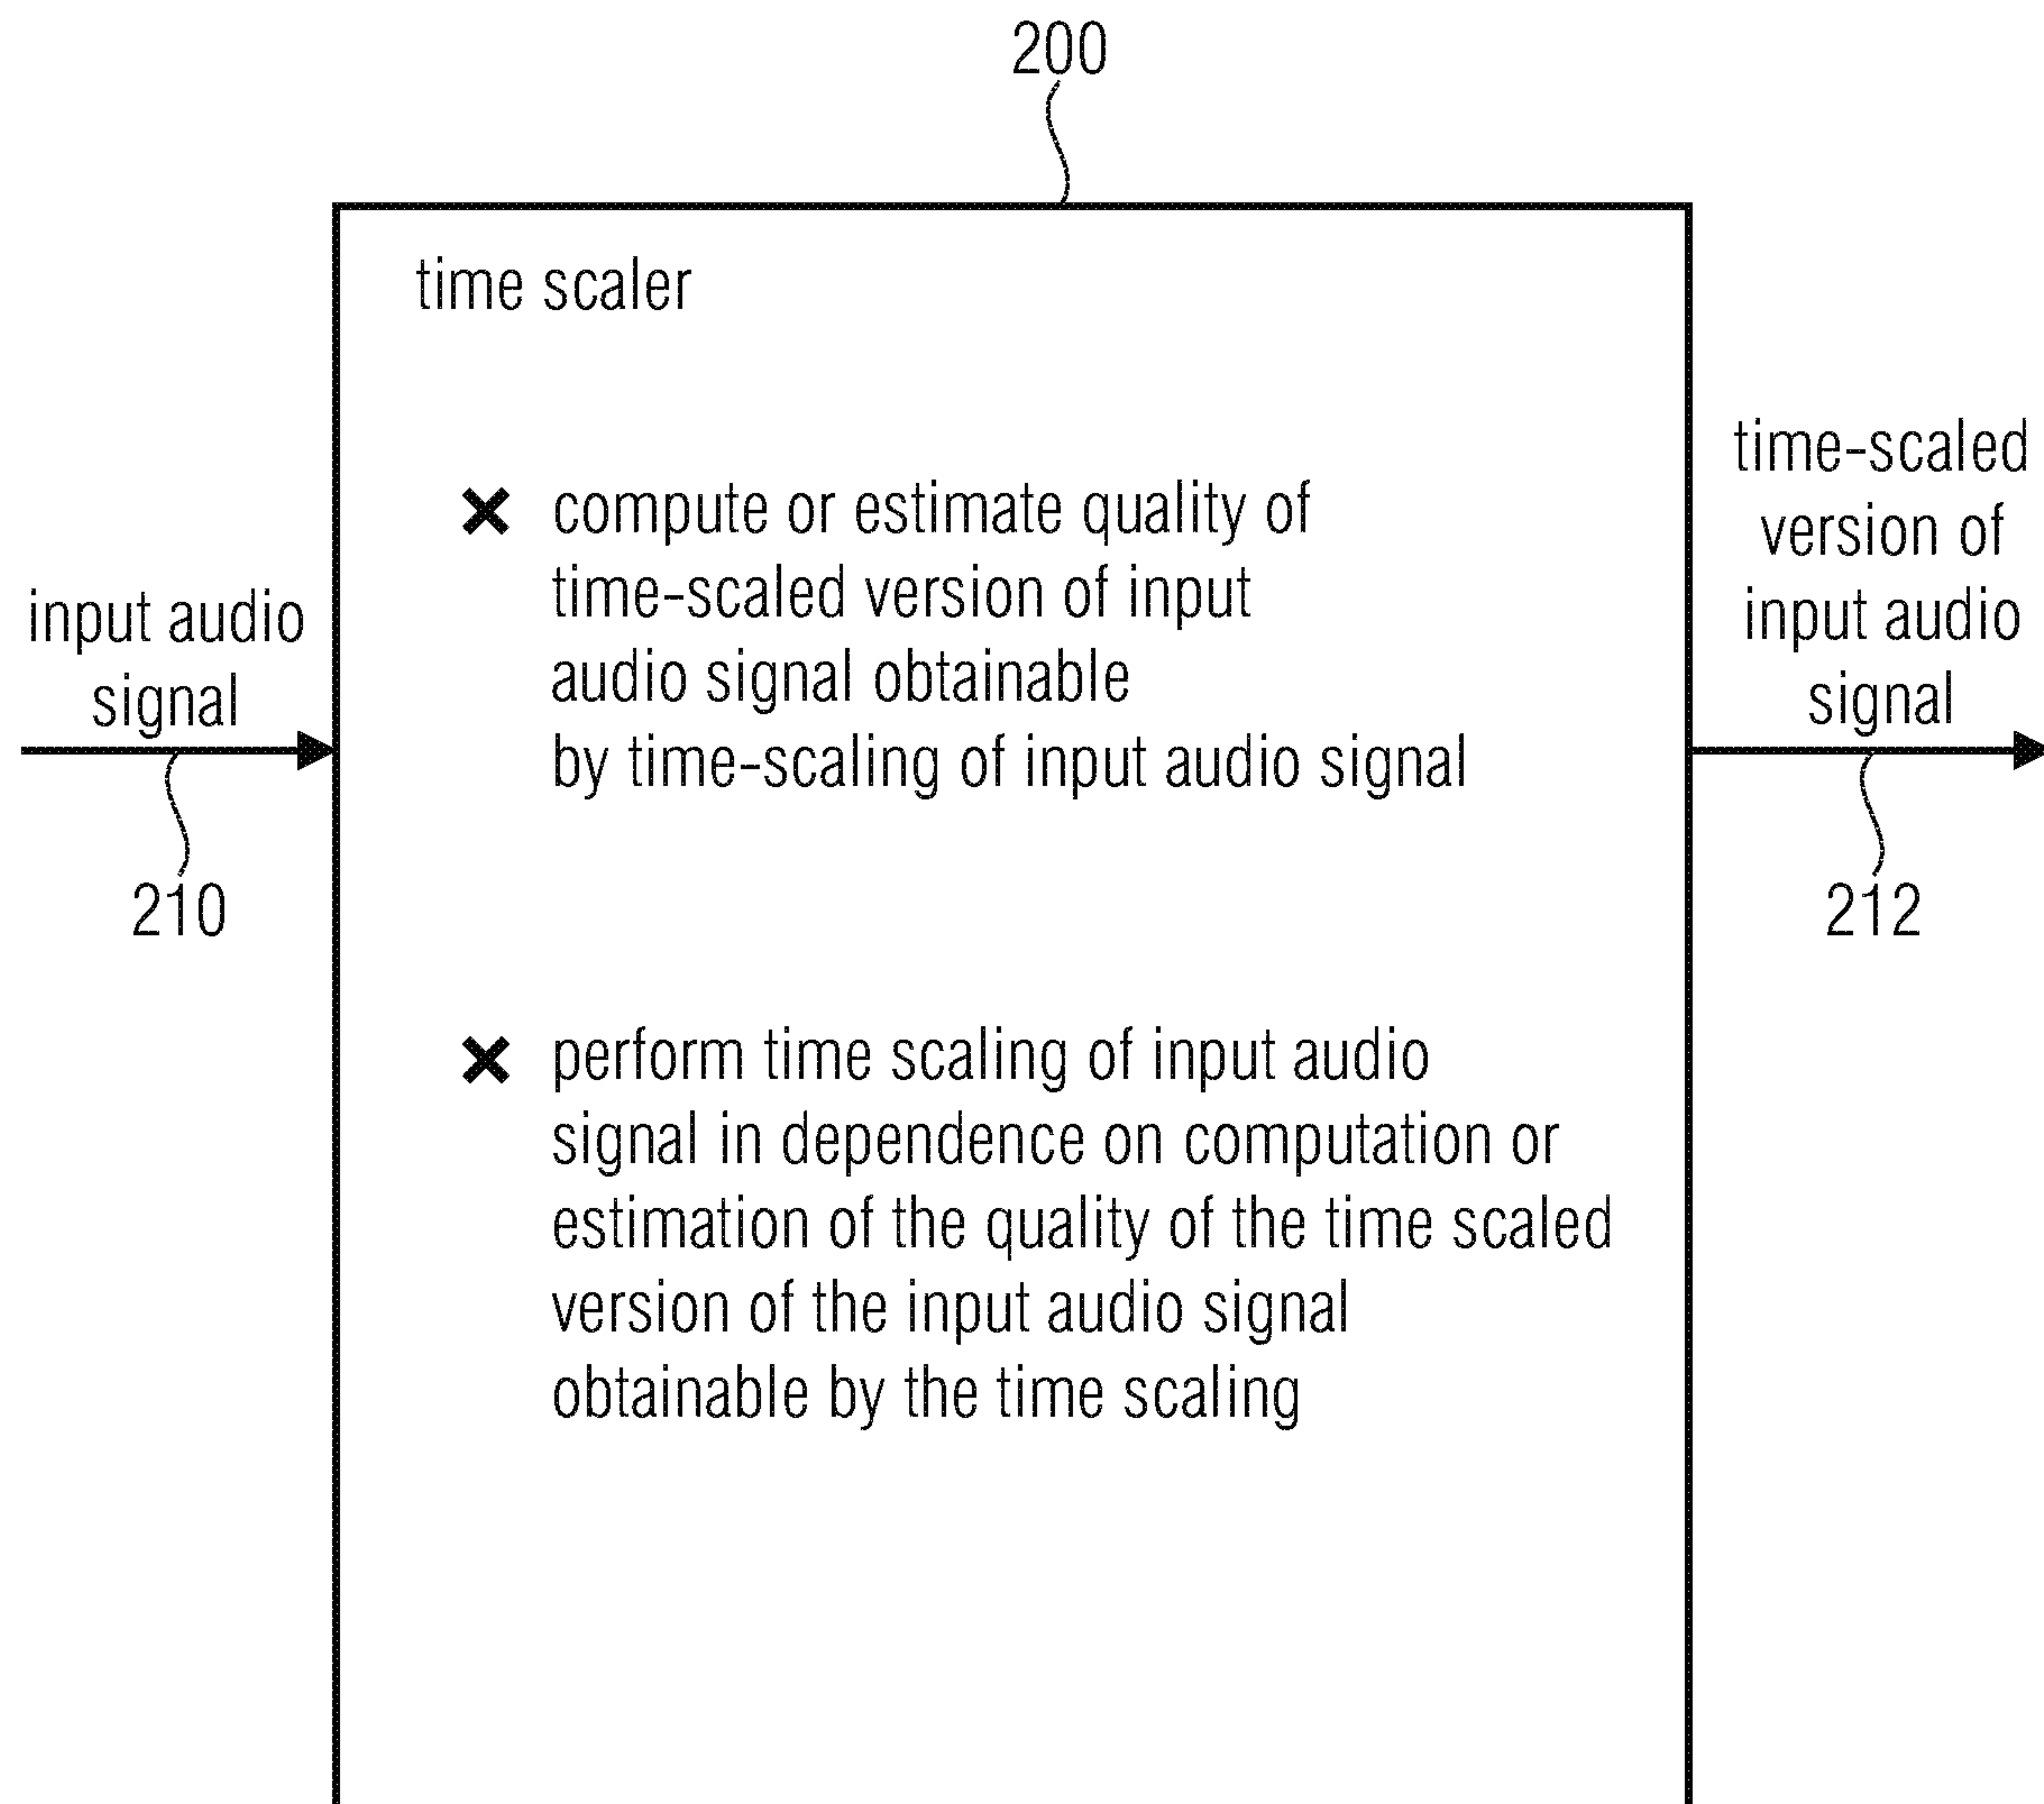 200
time scaler
× compute or estimate quality of
time-scaled version of input
audio signal obtainable
by time-scaling of input audio signal
input audio
signal
210
time-scaled
version of
input audio
signal
212
× perform time scaling of input audio
signal in dependence on computation or
estimation of the quality of the time scaled
version of the input audio signal
obtainable by the time scaling